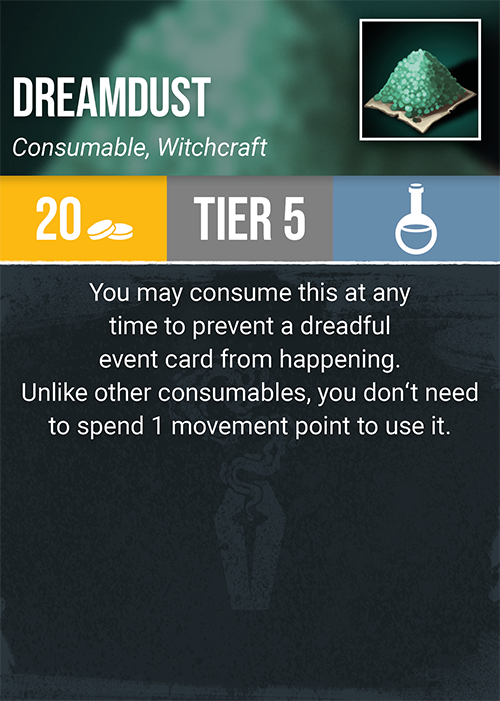 DREAMDUST
Consumable, Witchcraft
20
TIER 5
You may consume this at any
time to prevent a dreadful
event card from happening.
Unlike other consumables, you don‘t need
to spend 1 movement point to use it.